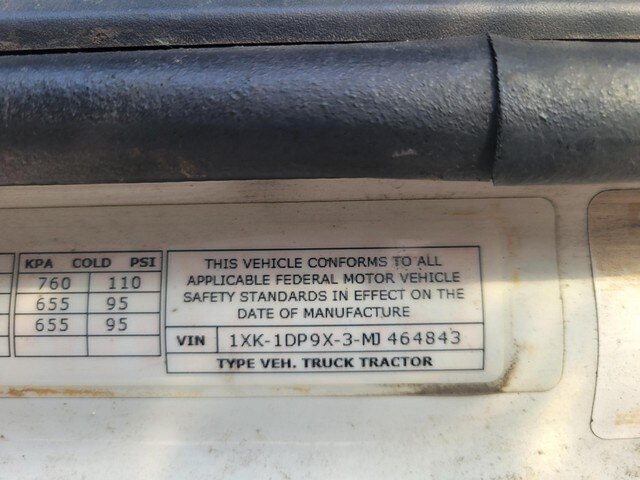 KPA COLD PSI
760 110
655 95
655 95
THIS VEHICLE CONFORMS TO ALL
APPLICABLE FEDERAL MOTOR VEHICLE
SAFETY STANDARDS IN EFFECT ON THE
DATE OF MANUFACTURE
VIN 1XK-1DP9X-3-MJ 464843
TYPE VEH. TRUCK TRACTOR